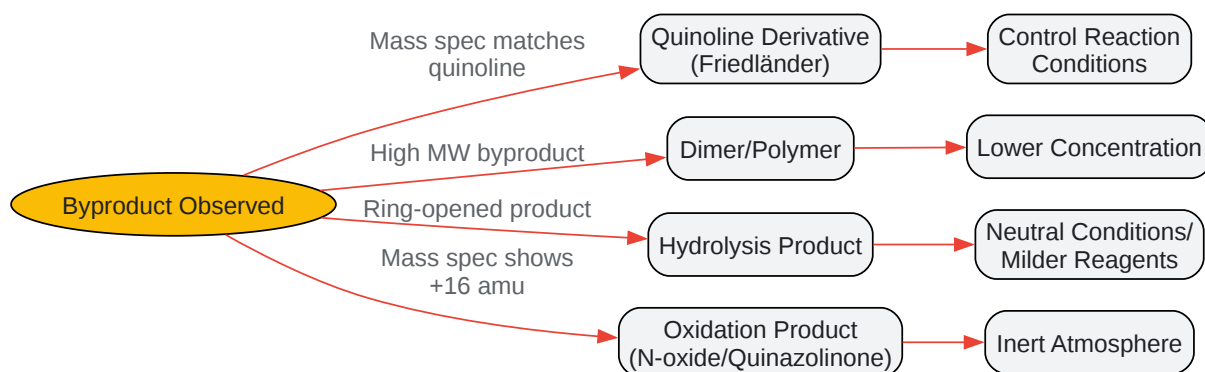 Mass spec matches
quinoline
Quinoline Derivative
(Friedländer)
Control Reaction
Conditions
High MW byproduct
Dimer/Polymer
Lower Concentration
Byproduct Observed
Ring-opened product
Hydrolysis Product
Neutral Conditions/
Milder Reagents
Mass spec shows
+16 amu
Oxidation Product
(N-oxide/Quinazolinone)
Inert Atmosphere